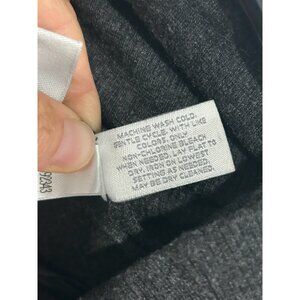 MACHINE WASH COLD,
GENTLE CYCLE, WITH LIKE
COLORS. ONLY
NON-CHLORINE BLEACH
WHEN NEEDED. LAY FLAT TO
DRY. IRON ON LOWEST
SETTING AS NEEDED.
MAY BE DRY CLEANED.
92943